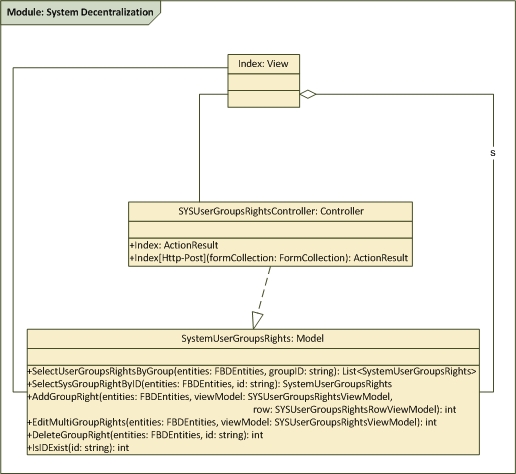 Module: System Decentralization
Index: View
s
SYSUserGroupsRightsController: Controller
+Index: ActionResult
+Index[Http-Post](formCollection: FormCollection): ActionResult
SystemUserGroupsRights: Model
+SelectUserGroupsRightsByGroup(entities: FBDEntities, groupID: string): List<SystemUserGroupsRights>
+SelectSysGroupRightByID(entities: FBDEntities, id: string): SystemUserGroupsRights
+AddGroupRight(entities: FBDEntities, viewModel: SYSUserGroupsRightsViewModel,
row: SYSUserGroupsRightsRowViewModel): int
+EditMultiGroupRights(entities: FBDEntities, viewModel: SYSUserGroupsRightsViewModel): int
+DeleteGroupRight(entities: FBDEntities, id: string): int
+IsIDExist(id: string): int